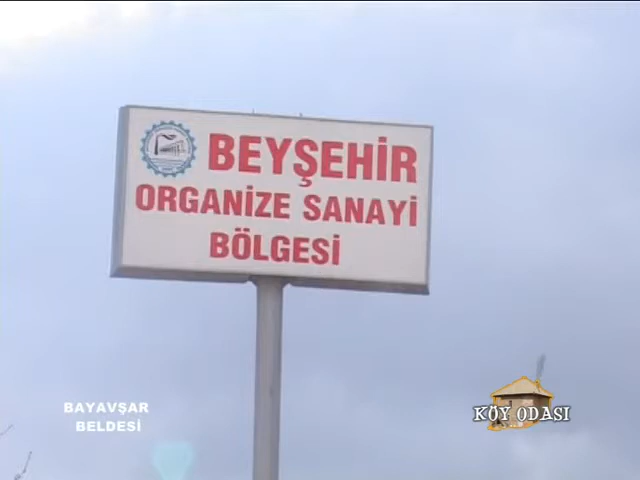 BEYŞEHİR
ORGANİZE SANAYİ
BÖLGESİ
BAYAVŞAR
BELDESİ
KÖY ODASI